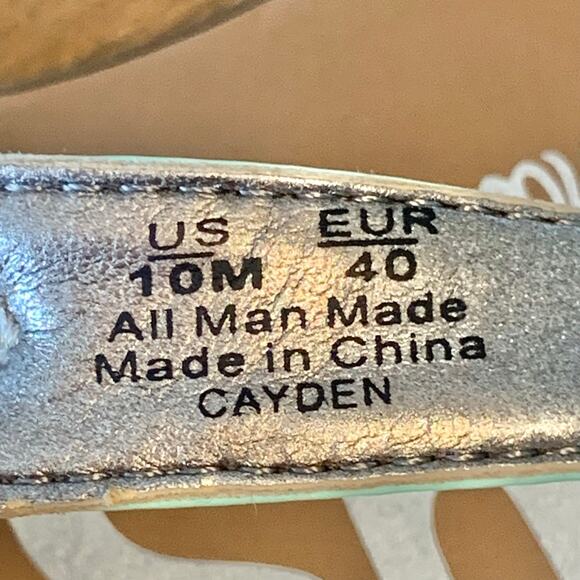 US EUR
10M 40
All Man Made
Made in China
CAYDEN